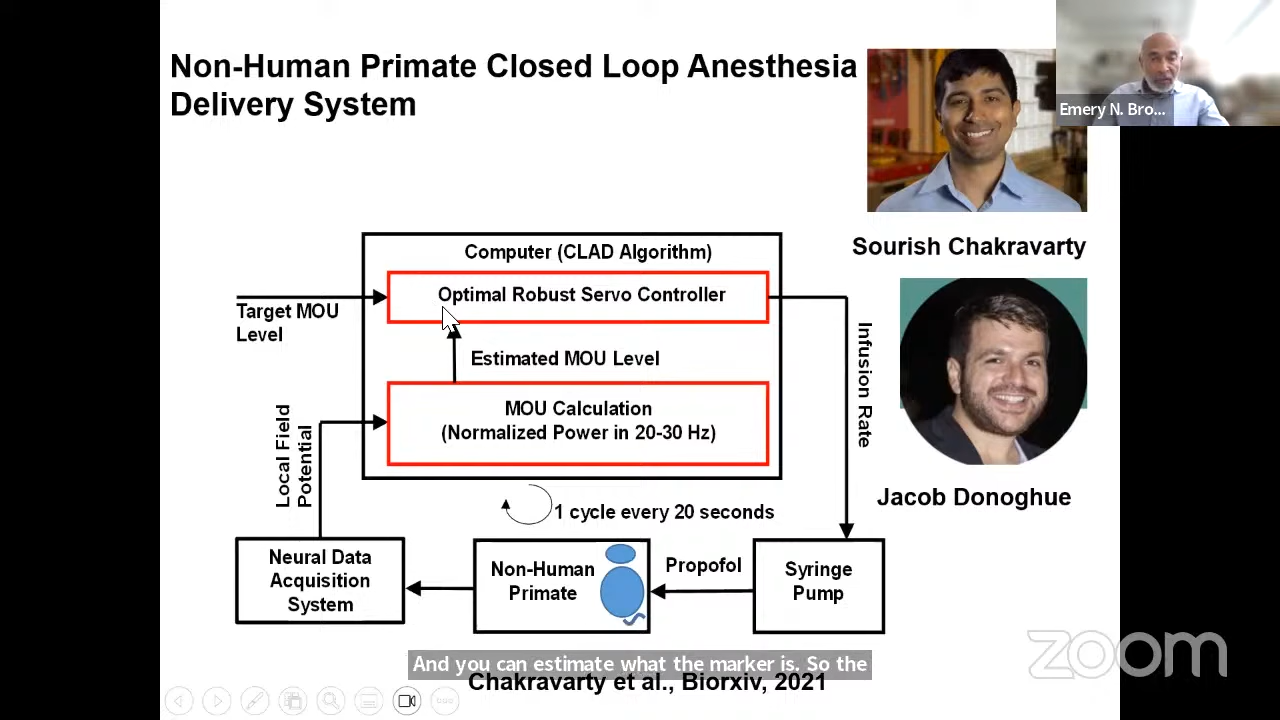 Non-Human Primate Closed Loop Anesthesia
Delivery System
Emery N. Bro...
Sourish Chakravarty
Computer (CLAD Algorithm)
Optimal Robust Servo Controller
Target MOU
Level
Estimated MOU Level
MOU Calculation
(Normalized Power in 20-30 Hz)
Local Field
Potential
Infusion Rate
Jacob Donoghue
1 cycle every 20 seconds
Neural Data
Acquisition
System
Non-Human
Primate
Propofol
Syringe
Pump
And you can estimate what the marker is. So the
Chakravarty et al., Biorxiv, 2021
zoom